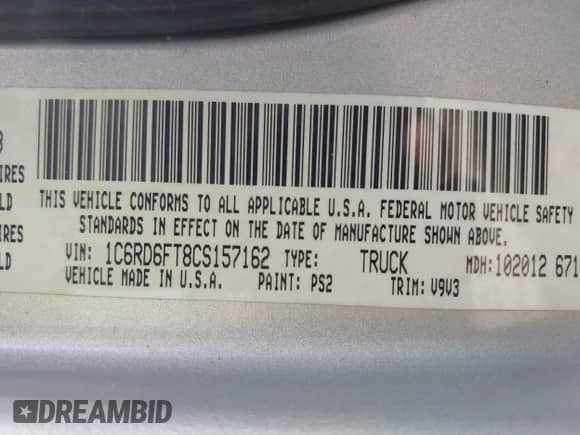 8
IRES
LD
IRES
LD
THIS VEHICLE CONFORMS TO ALL APPLICABLE U.S.A. FEDERAL MOTOR VEHICLE SAFETY
STANDARDS IN EFFECT ON THE DATE OF MANUFACTURE SHOWN ABOVE.
VIN: 1C6RD6FT8CS157162 TYPE: TRUCK MDH:102012 671
VEHICLE MADE IN U.S.A. PAINT: PS2 TRIM: V9V3
DREAMBID